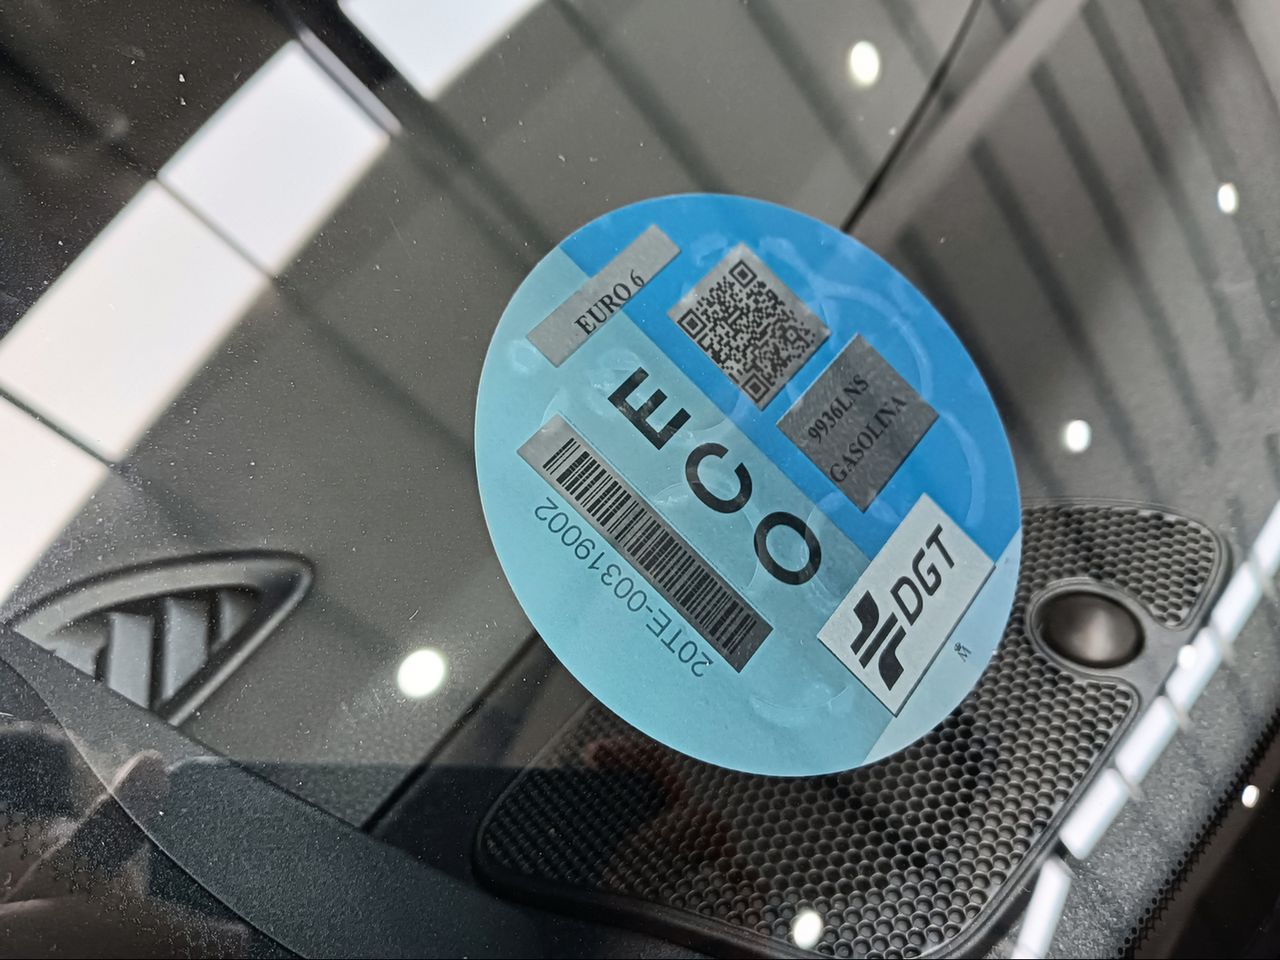 EURO 6
9936LNS
GASOLINA
ECO
20TE-00319002
DGT
M